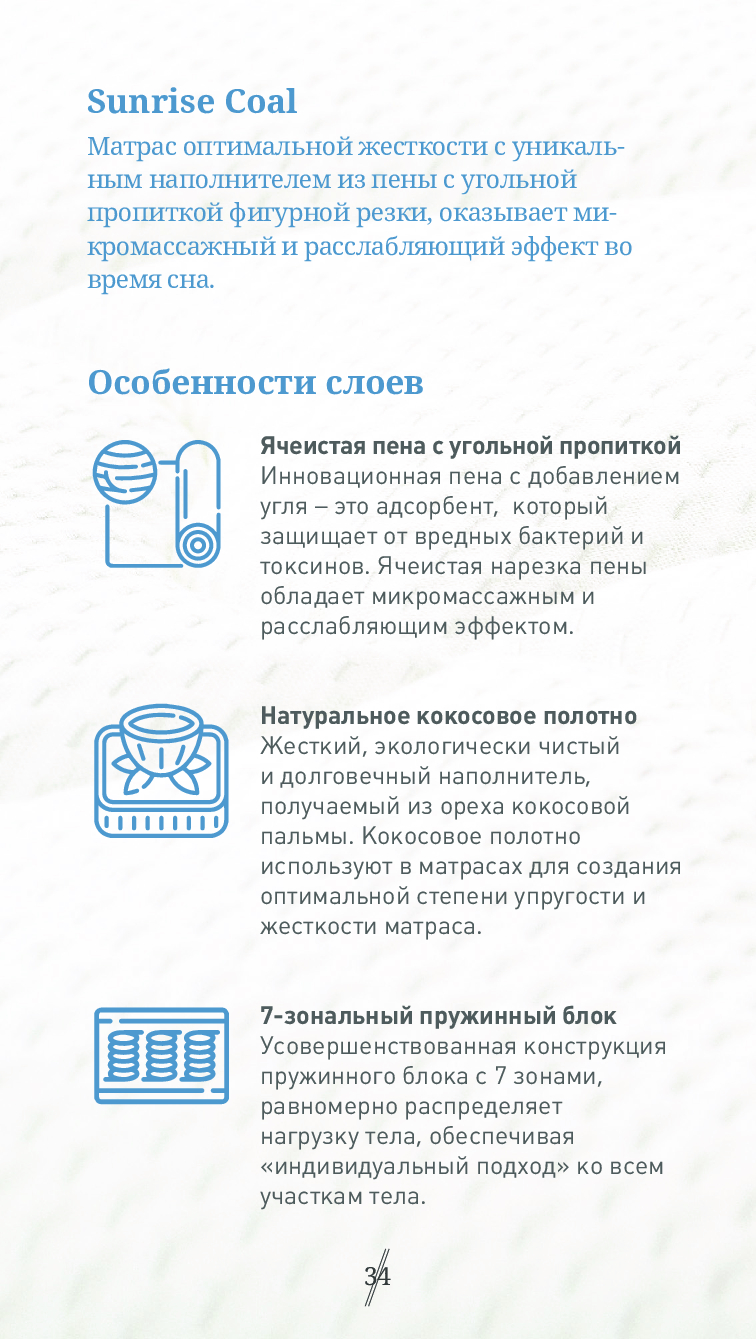 Sunrise Coal
Матрас оптимальной жесткости с уникаль-
ным наполнителем из пены с угольной
пропиткой фигурной резки, оказывает ми-
кромассажный и расслабляющий эффект во
время сна.
Особенности слоев
Ячеистая пена с угольной пропиткой
Инновационная пена с добавлением
угля – это адсорбент,  который
защищает от вредных бактерий и
токсинов. Ячеистая нарезка пены
обладает микромассажным и
расслабляющим эффектом.
Натуральное кокосовое полотно
Жесткий, экологически чистый
и долговечный наполнитель,
получаемый из ореха кокосовой
пальмы. Кокосовое полотно
используют в матрасах для создания
оптимальной степени упругости и
жесткости матраса.
7-зональный пружинный блок
Усовершенствованная конструкция
пружинного блока с 7 зонами,
равномерно распределяет
нагрузку тела, обеспечивая
«индивидуальный подход» ко всем
участкам тела.
34